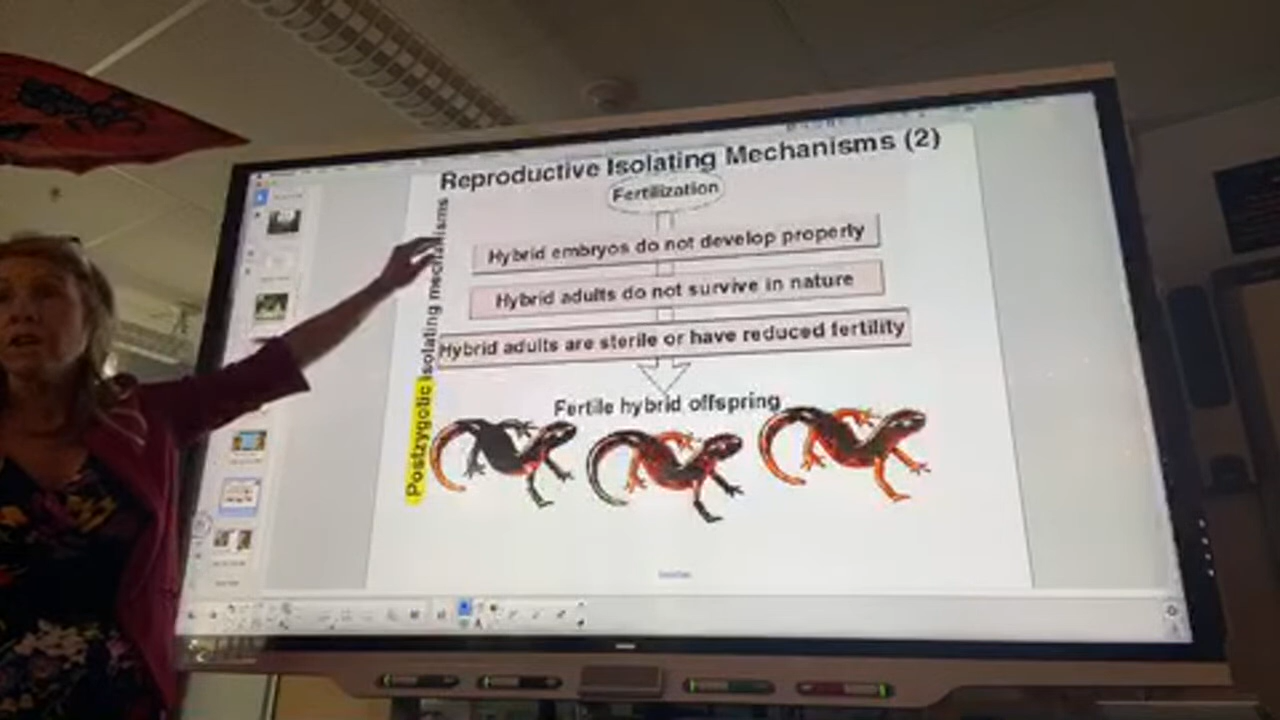 Reproductive Isolating Mechanisms (2)
Fertilization
Postzygotic isolating mechanisms
Hybrid embryos do not develop properly
Hybrid adults do not survive in nature
Hybrid adults are sterile or have reduced fertility
Fertile hybrid offspring